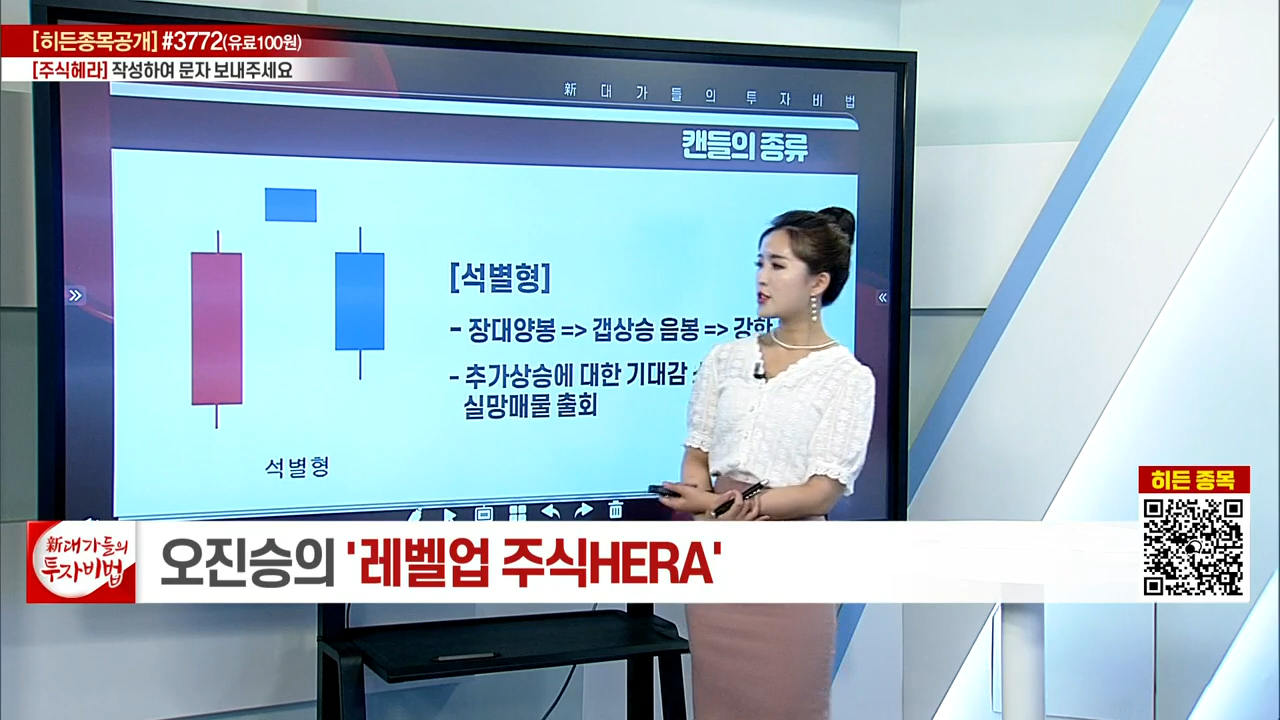 [히든종목공개] #3772(유료100원)
[주식헤라] 작성하여 문자 보내주세요
新대가들의 투자비법
캔들의 종류
[석별형]
- 장대양봉 => 갭상승 음봉 => 강한
- 추가상승에 대한 기대감
실망매물 출회
석별형
히든 종목
新대가들의
투자비법
오진승의 '레벨업 주식HERA'